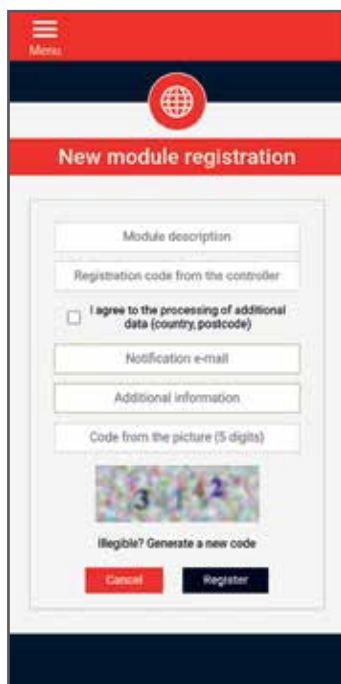 Menu
New module registration
Module description
Registration code from the controller
I agree to the processing of additional
data (country, postcode)
Notification e-mail
Additional information
Code from the picture (5 digits)
Illegible? Generate a new code
Cancel
Register